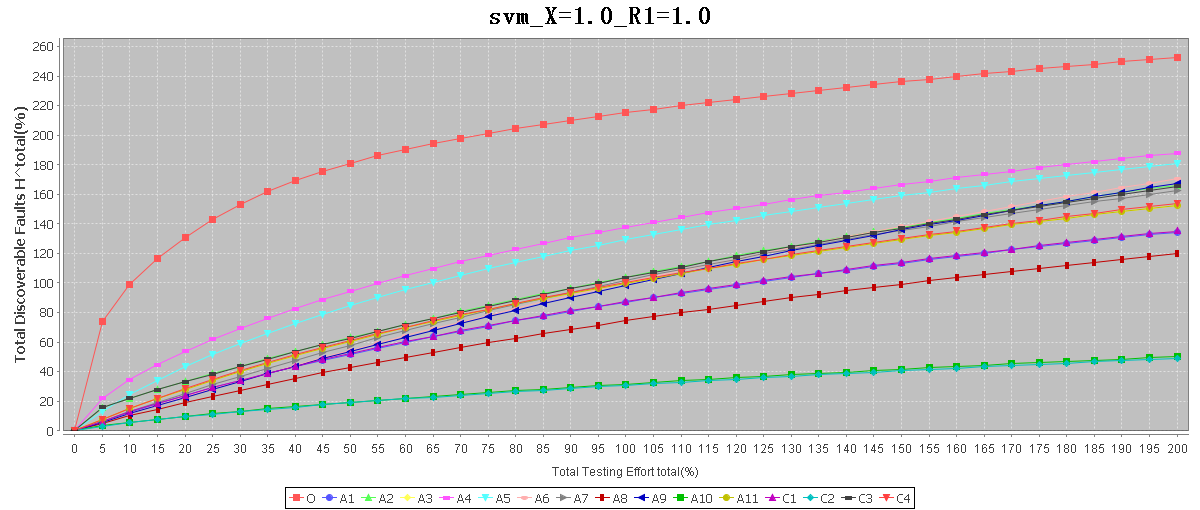 svm_X=1.0_R1=1.0
Total Discoverable Faults H^total(%)
260
240
220
200
180
160
140
120
100
80
60
40
20
0
0 5 10 15 20 25 30 35 40 45 50 55 60 65 70 75 80 85 90 95 100 105 110 115 120 125 130 135 140 145 150 155 160 165 170 175 180 185 190 195 200
Total Testing Effort total(%)
O A1 A2 A3 A4 A5 A6 A7 A8 A9 A10 A11 C1 C2 C3 C4